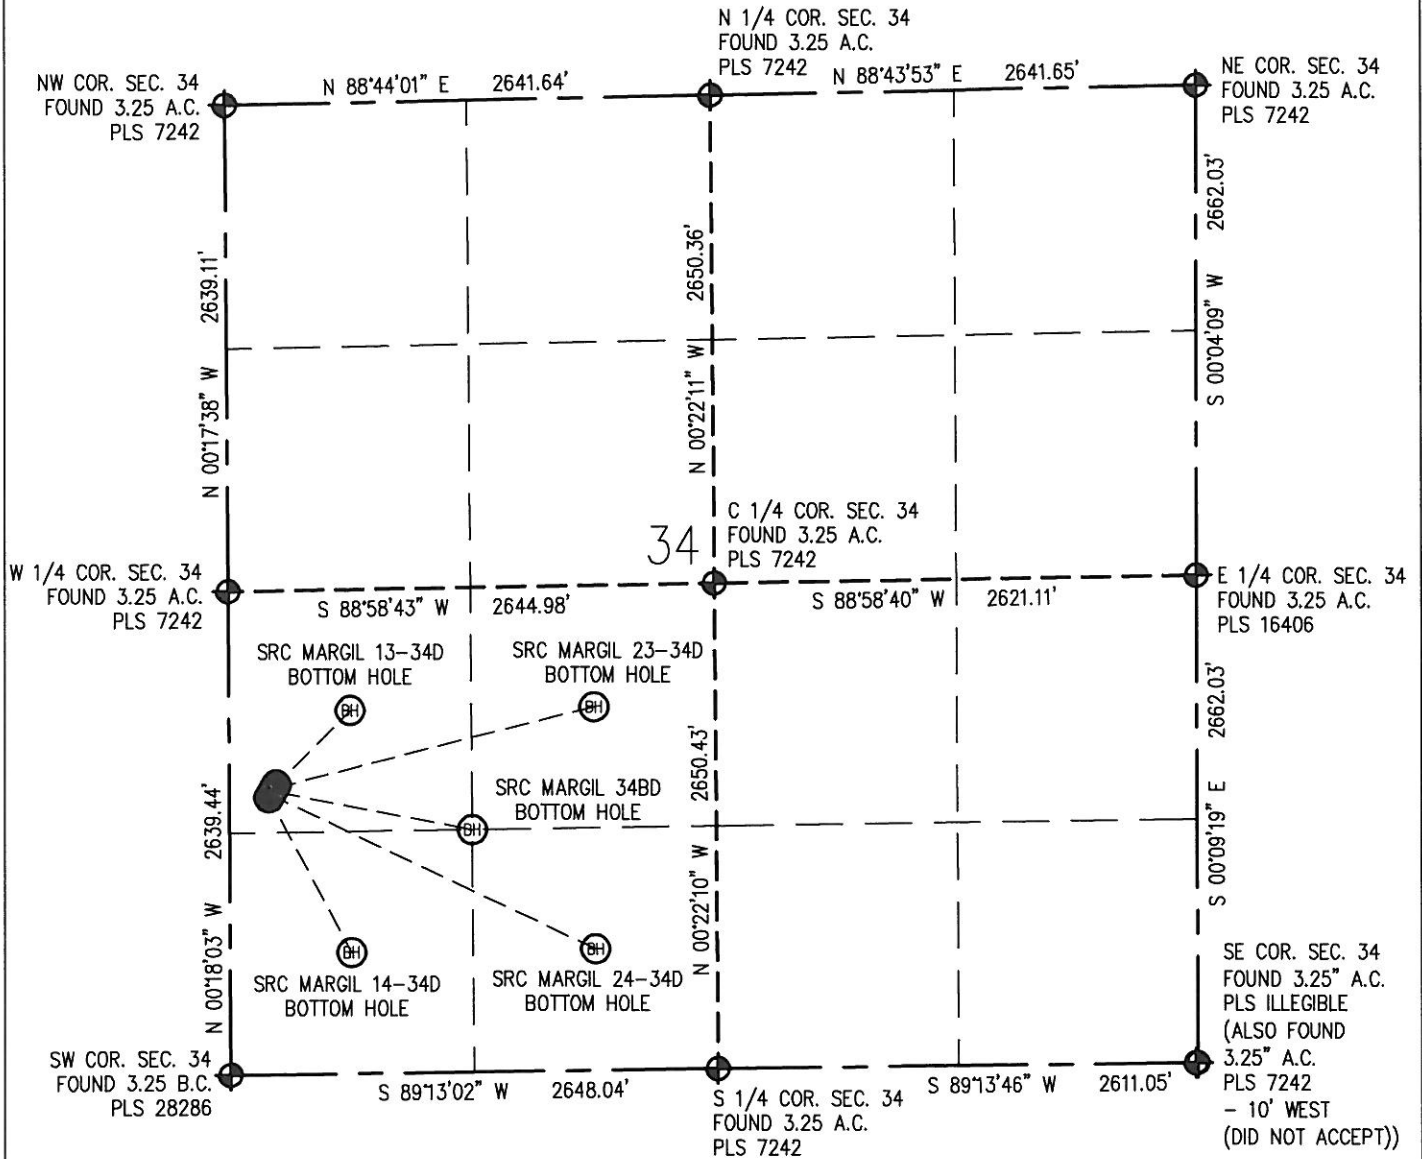 N 1/4 COR. SEC. 34
FOUND 3.25 A.C.
PLS 7242
NW COR. SEC. 34
FOUND 3.25 A.C.
PLS 7242
N 88°44'01" E 2641.64'
N 88°43'53" E 2641.65'
NE COR. SEC. 34
FOUND 3.25 A.C.
PLS 7242
2639.11'
N 00°17'38" W
2650.36'
N 00°22'11" W
2662.03'
S 00°04'09" W
34
C 1/4 COR. SEC. 34
FOUND 3.25 A.C.
PLS 7242
W 1/4 COR. SEC. 34
FOUND 3.25 A.C.
PLS 7242
S 88°58'43" W 2644.98'
S 88°58'40" W 2621.11'
E 1/4 COR. SEC. 34
FOUND 3.25 A.C.
PLS 16406
SRC MARGIL 13-34D
BOTTOM HOLE
BH
SRC MARGIL 23-34D
BOTTOM HOLE
BH
SRC MARGIL 34BD
BOTTOM HOLE
BH
2639.44'
N 00°18'03" W
2650.43'
N 00°22'10" W
2662.03'
S 00°09'19" E
BH
SRC MARGIL 14-34D
BOTTOM HOLE
BH
SRC MARGIL 24-34D
BOTTOM HOLE
SW COR. SEC. 34
FOUND 3.25 B.C.
PLS 28286
S 89°13'02" W 2648.04'
S 1/4 COR. SEC. 34
FOUND 3.25 A.C.
PLS 7242
S 89°13'46" W 2611.05'
SE COR. SEC. 34
FOUND 3.25" A.C.
PLS ILLEGIBLE
(ALSO FOUND
3.25" A.C.
PLS 7242
- 10' WEST
(DID NOT ACCEPT))